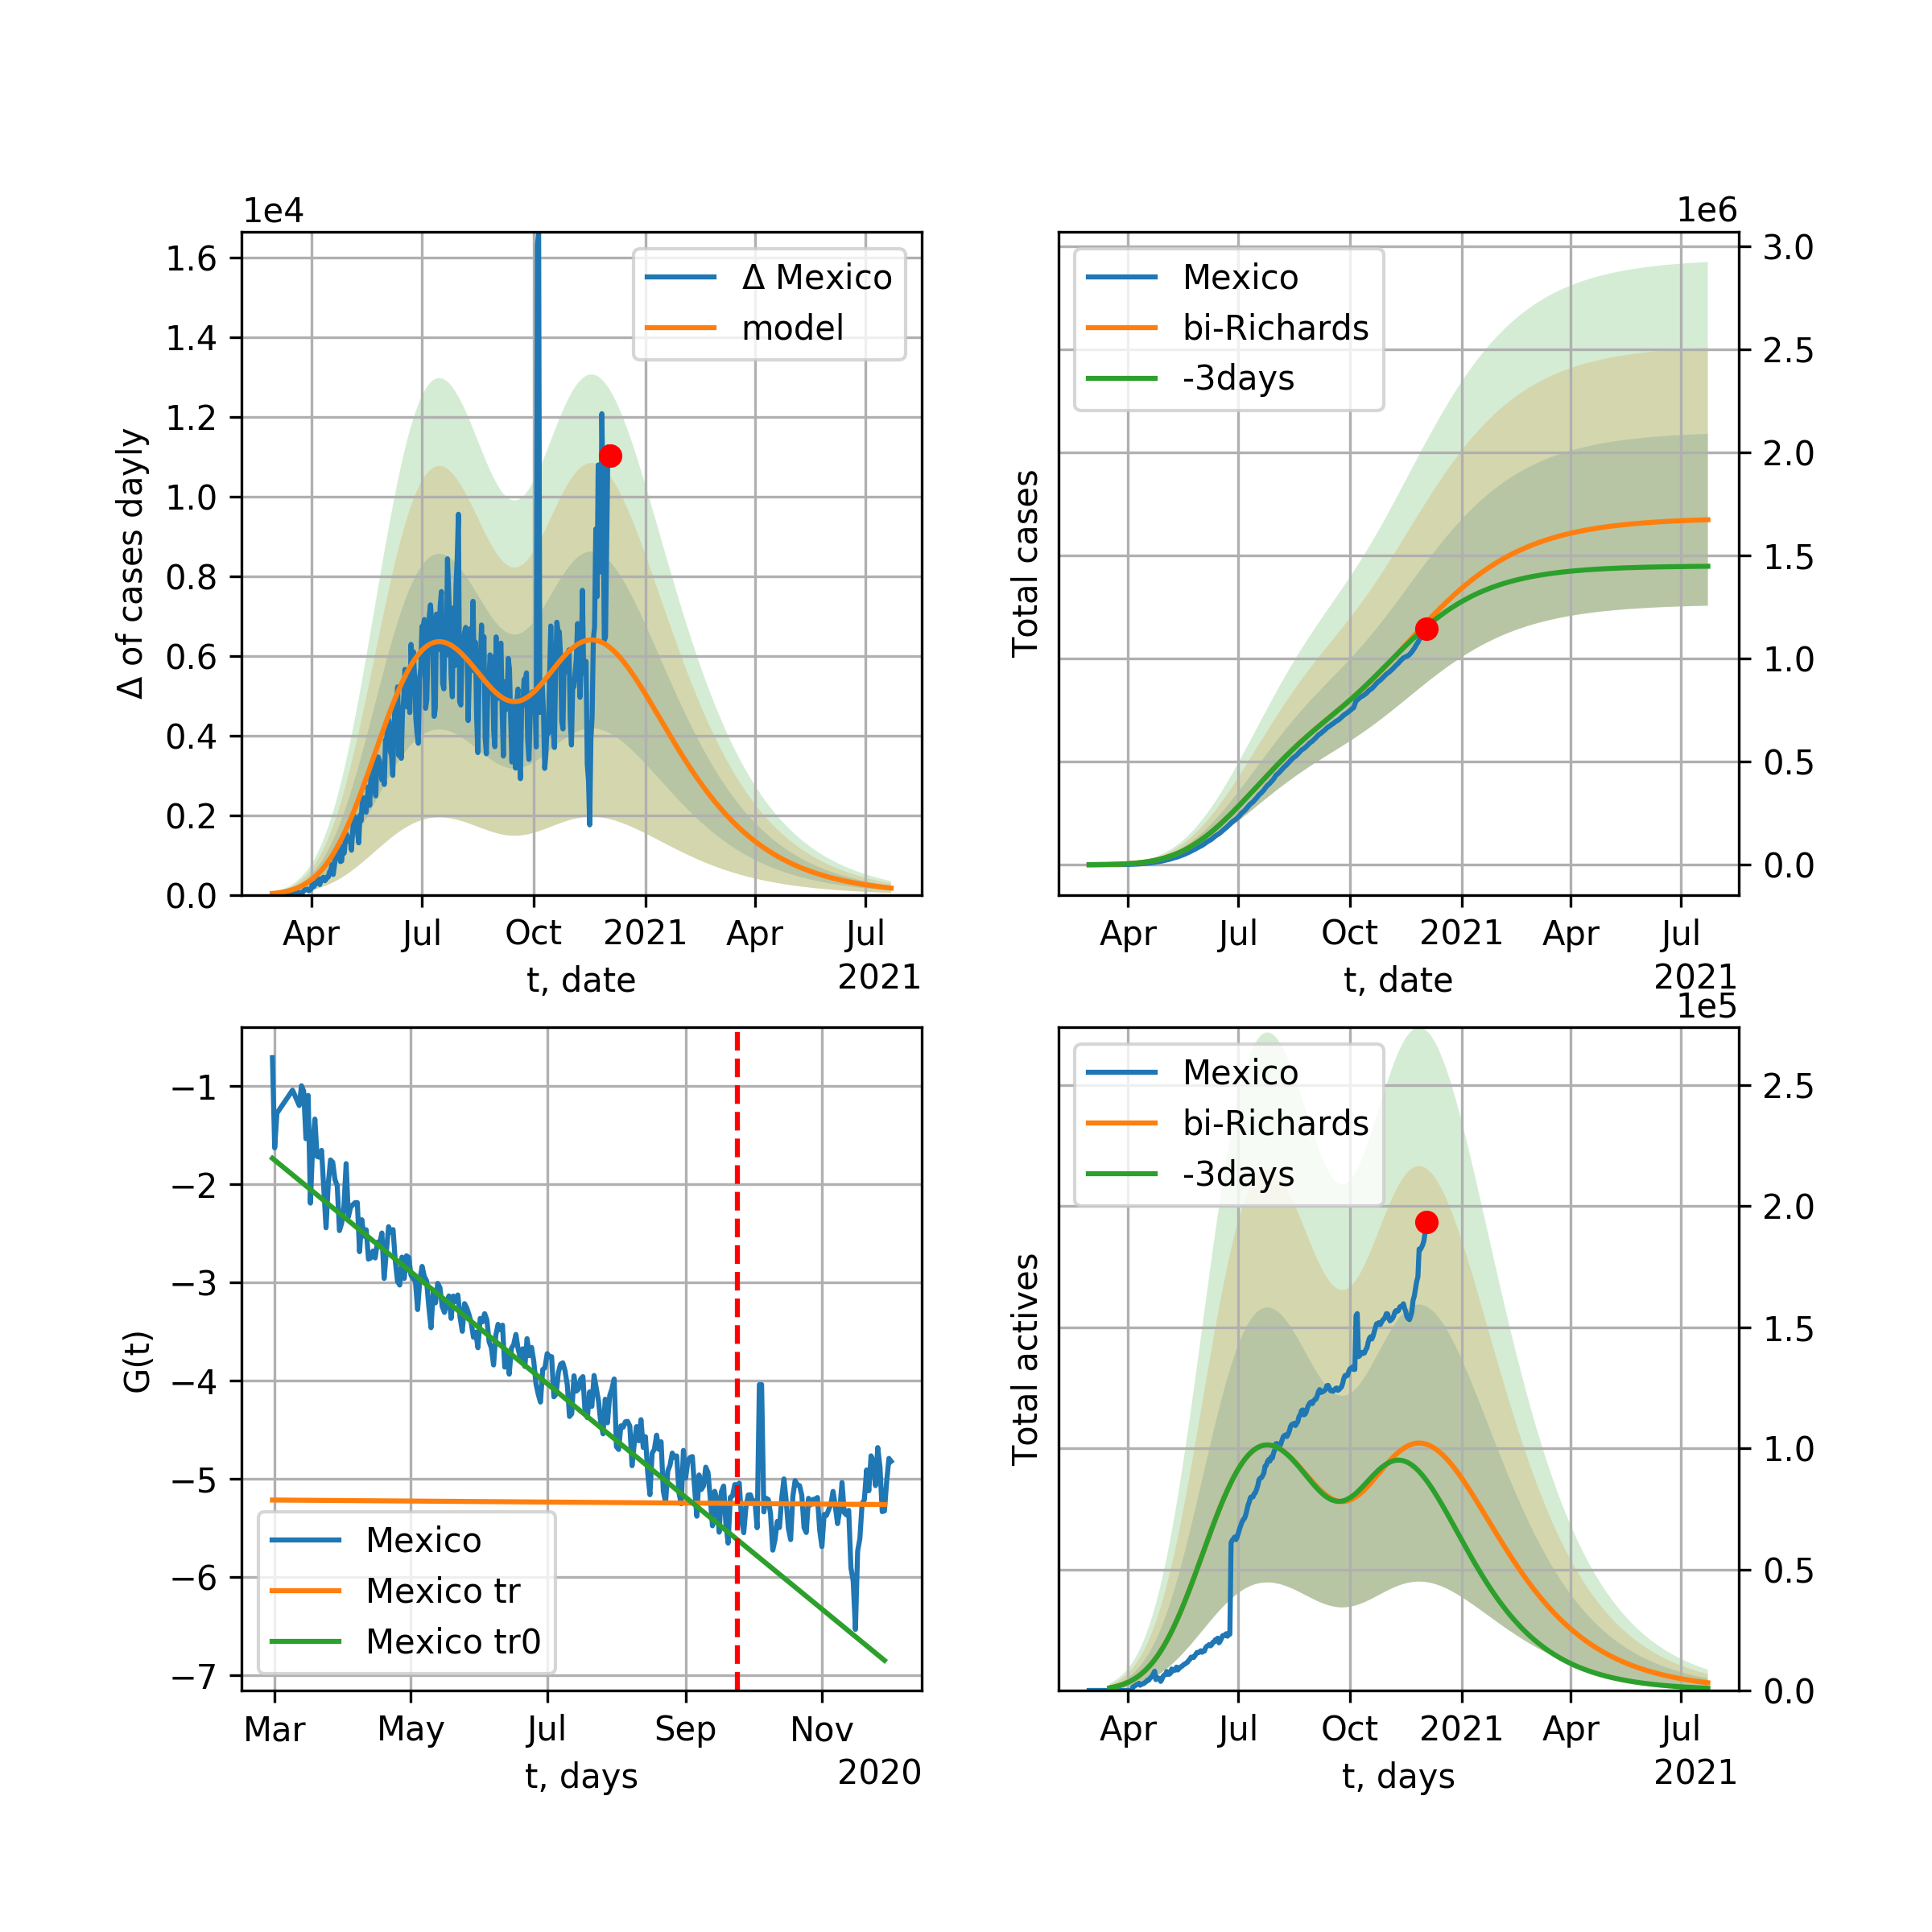 1e4
1.6
1.4
1.2
1.0
0.8
0.6
0.4
0.2
0.0
Δ of cases dayly
Δ Mexico
model
Apr Jul Oct 2021 Apr Jul
t, date
2021
1e6
Mexico
bi-Richards
-3days
Total cases
3.0
2.5
2.0
1.5
1.0
0.5
0.0
Apr Jul Oct 2021 Apr Jul
t, date
2021
−1
−2
−3
−4
−5
−6
−7
G(t)
Mexico
Mexico tr
Mexico tr0
Mar May Jul Sep Nov
t, days
2020
1e5
Mexico
bi-Richards
-3days
Total actives
2.5
2.0
1.5
1.0
0.5
0.0
Apr Jul Oct 2021 Apr Jul
t, days
2021